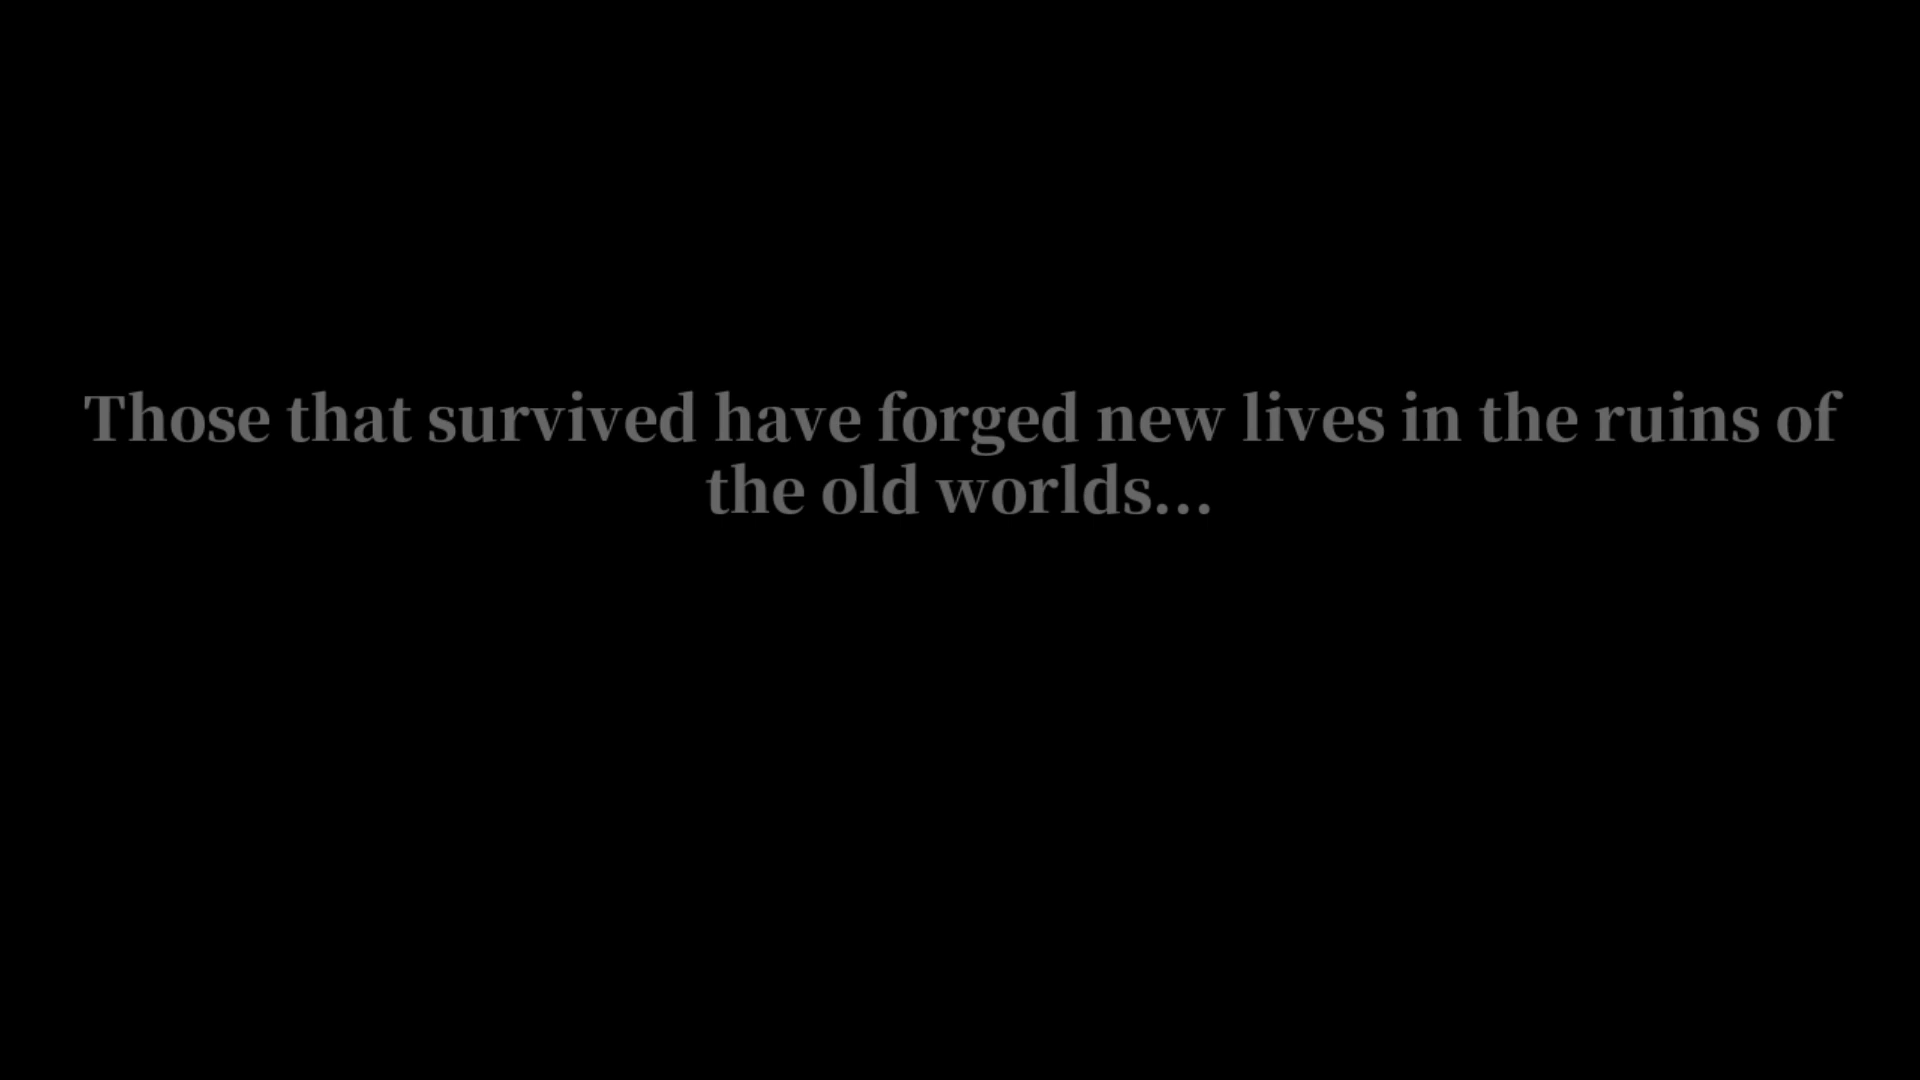 Those that survived have forged new lives in the ruins of
the old worlds...